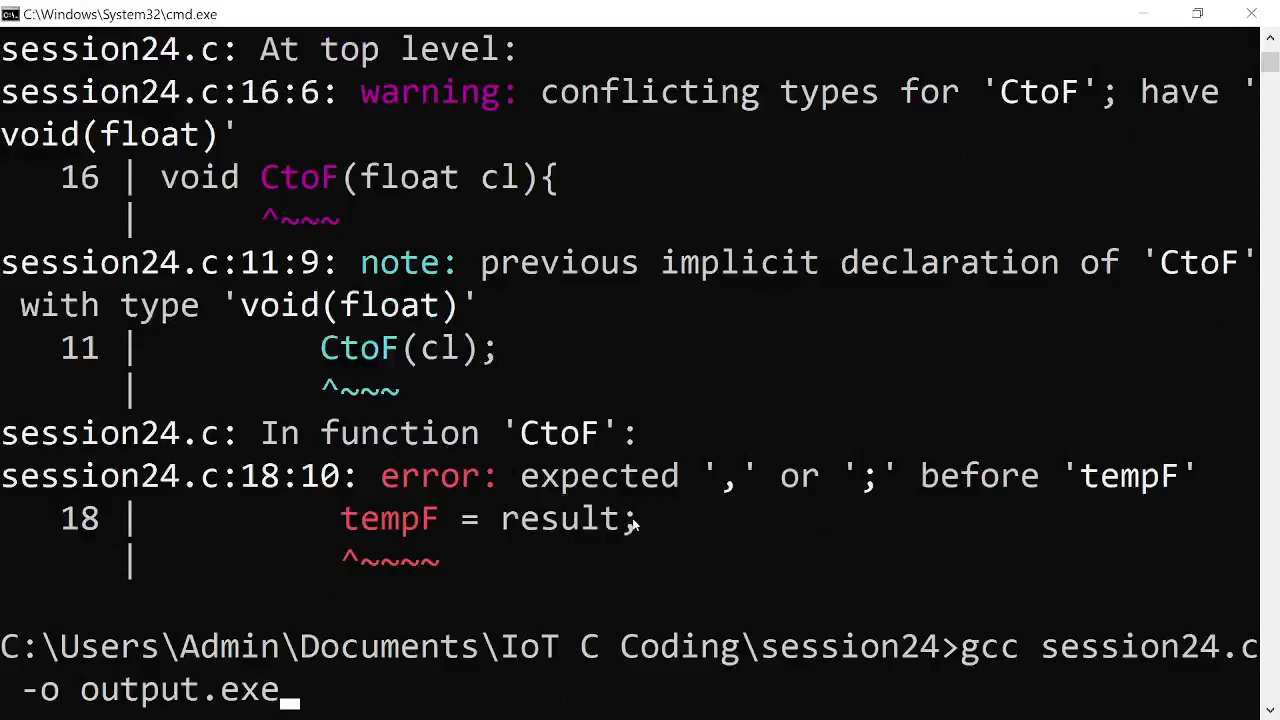 C:\Windows\System32\cmd.exe
session24.c: At top level:
session24.c:16:6: warning: conflicting types for 'CtoF'; have '
void(float)'
16 | void CtoF(float cl){
| ^~~~
session24.c:11:9: note: previous implicit declaration of 'CtoF'
with type 'void(float)'
11 | CtoF(cl);
| ^~~~
session24.c: In function 'CtoF':
session24.c:18:10: error: expected ',' or ';' before 'tempF'
18 | tempF = result;
| ^~~~~
C:\Users\Admin\Documents\IoT C Coding\session24>gcc session24.c
-o output.exe